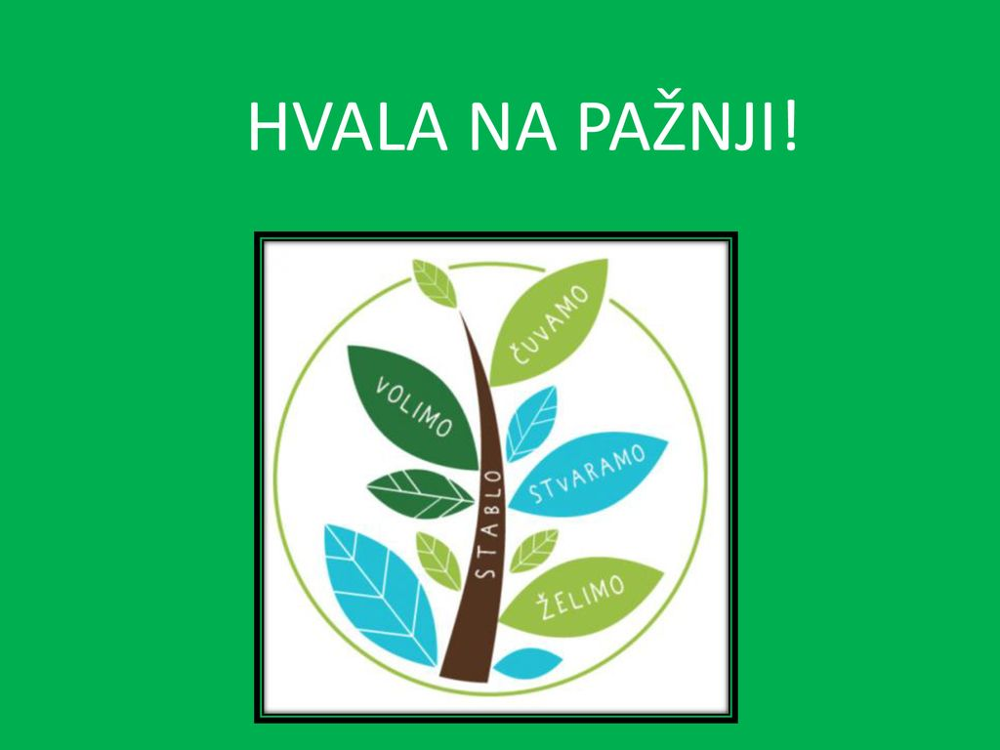 HVALA NA PAŽNJI!
ČUVAMO
VOLIMO
STVARAMO
STABLO
ŽELIMO